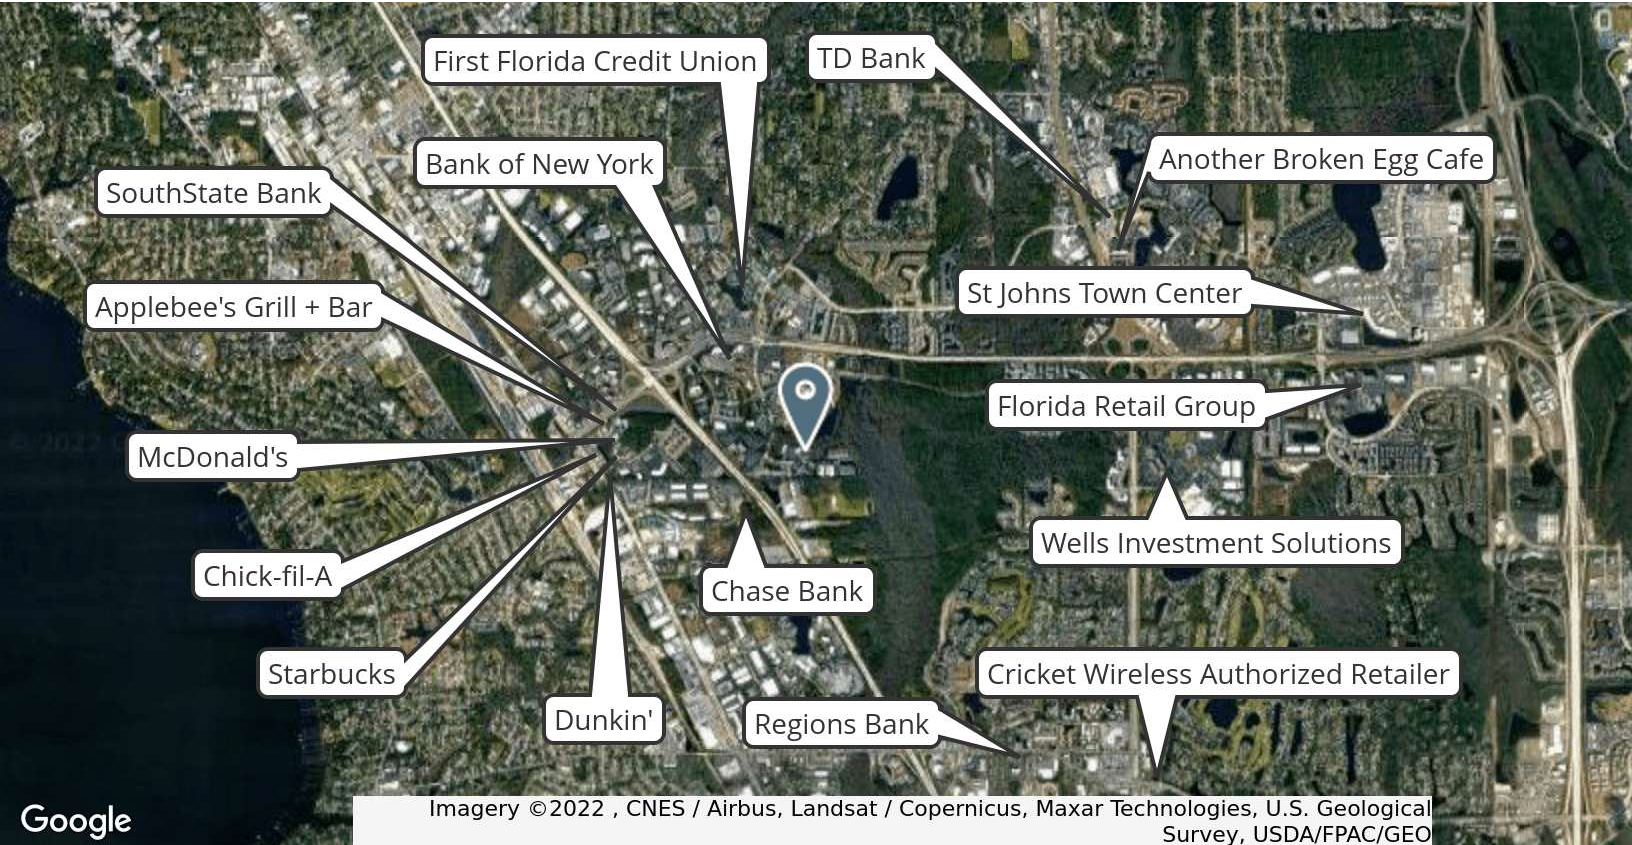 First Florida Credit Union
TD Bank
Bank of New York
Another Broken Egg Cafe
SouthState Bank
St Johns Town Center
Applebee's Grill + Bar
Florida Retail Group
McDonald's
Wells Investment Solutions
Chick-fil-A
Chase Bank
Starbucks
Cricket Wireless Authorized Retailer
Dunkin'
Regions Bank
Google
Imagery ©2022 , CNES / Airbus, Landsat / Copernicus, Maxar Technologies, U.S. Geological
Survey, USDA/FPAC/GEO